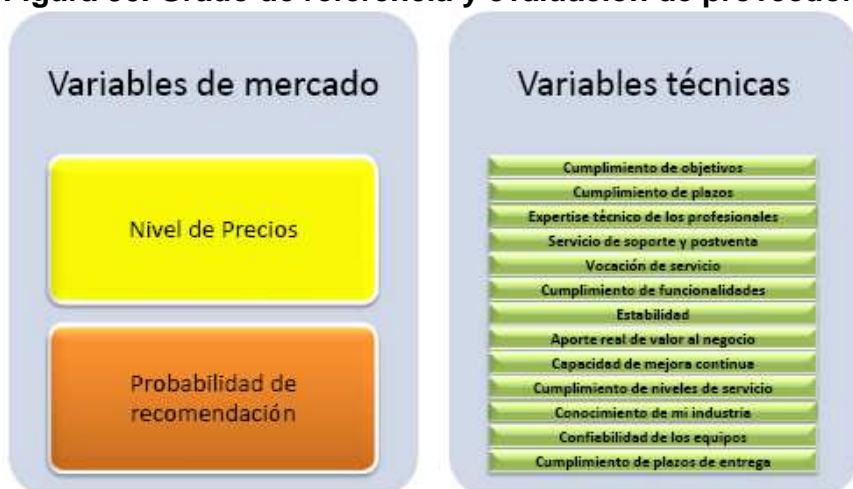 Variables de mercado
Nivel de Precios
Probabilidad de
recomendación
Variables técnicas
Cumplimiento de objetivos
Cumplimiento de plazos
Expertise técnico de los profesionales
Servicio de soporte y postventa
Vocación de servicio
Cumplimiento de funcionalidades
Estabilidad
Aporte real de valor al negocio
Capacidad de mejora continua
Cumplimiento de niveles de servicio
Conocimiento de mi industria
Confiabilidad de los equipos
Cumplimiento de plazos de entrega